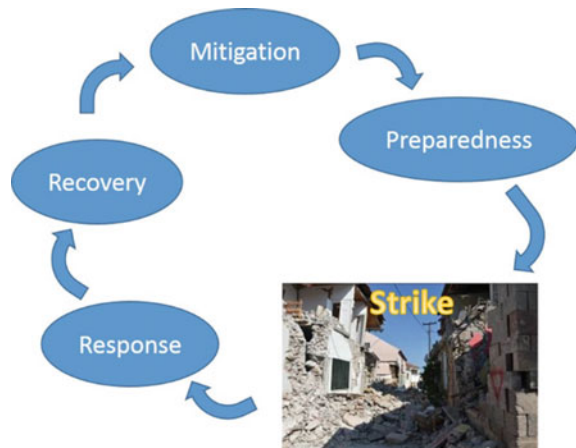 Mitigation
Preparedness
Strike
Response
Recovery